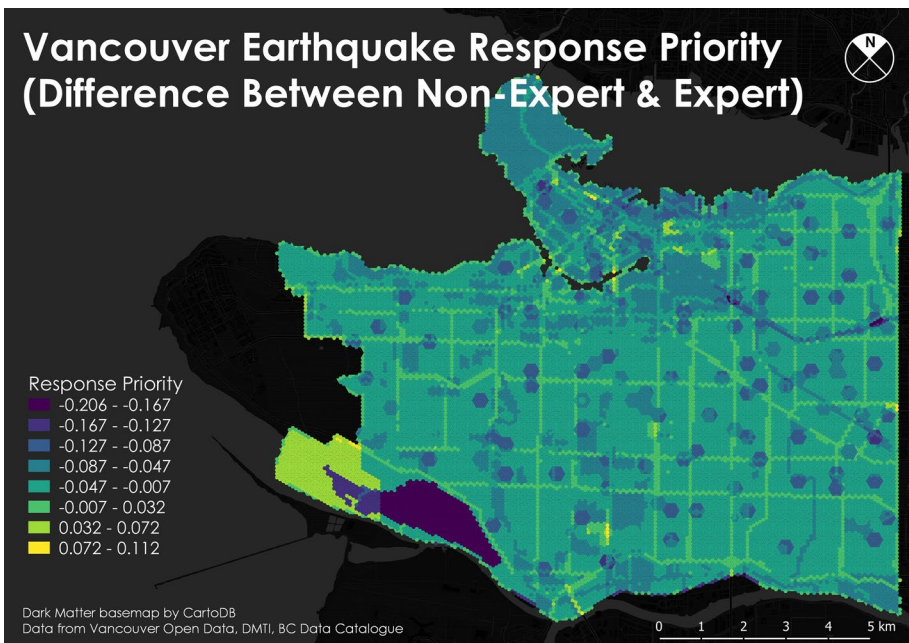 Vancouver Earthquake Response Priority
(Difference Between Non-Expert & Expert)
N
Response Priority
-0.206 - -0.167
-0.167 - -0.127
-0.127 - -0.087
-0.087 - -0.047
-0.047 - -0.007
-0.007 - 0.032
0.032 - 0.072
0.072 - 0.112
Dark Matter basemap by CartoDB
Data from Vancouver Open Data, DMTI, BC Data Catalogue
0 1 2 3 4 5 km